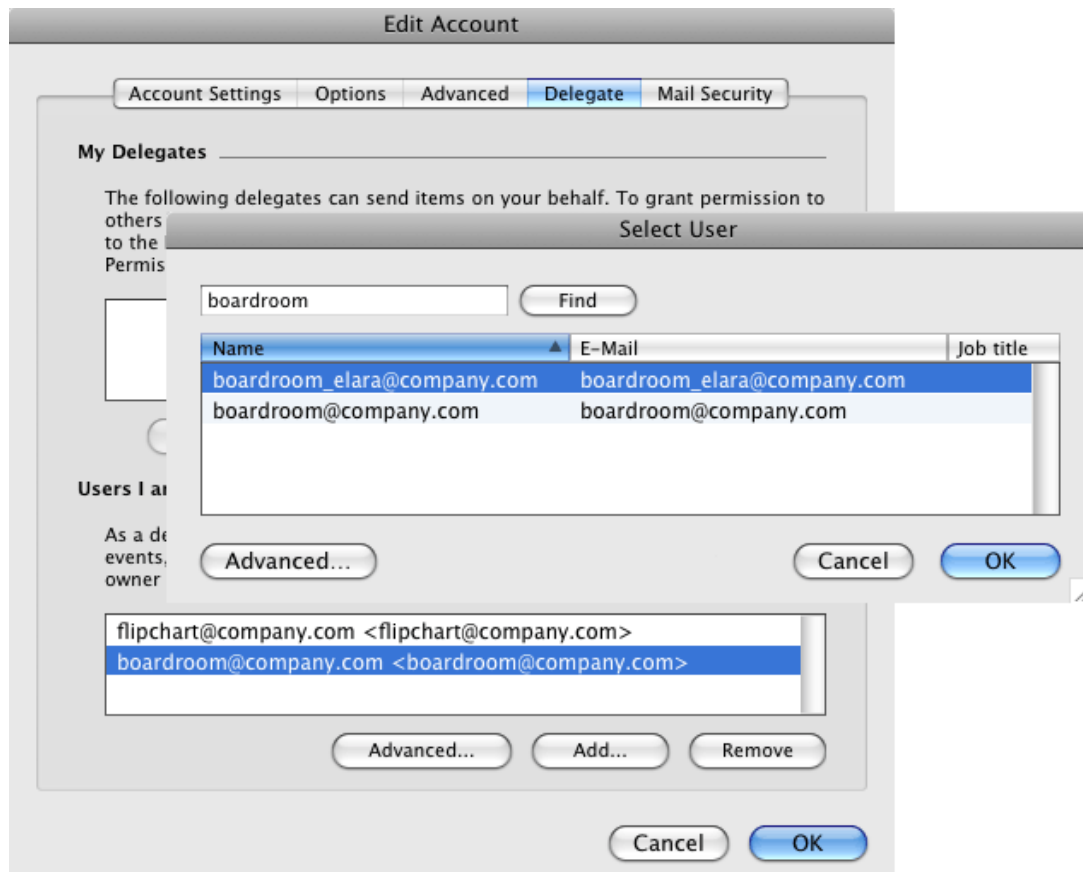 Edit Account
Account Settings Options Advanced Delegate Mail Security
My Delegates
The following delegates can send items on your behalf. To grant permission to
others
to the
Permis
Select User
boardroom Find
Name E-Mail Job title
boardroom_elara@company.com boardroom_elara@company.com
boardroom@company.com boardroom@company.com
Advanced... Cancel OK
Users I ar
As a de
events,
owner
flipchart@company.com <flipchart@company.com>
boardroom@company.com <boardroom@company.com>
Advanced... Add... Remove
Cancel OK